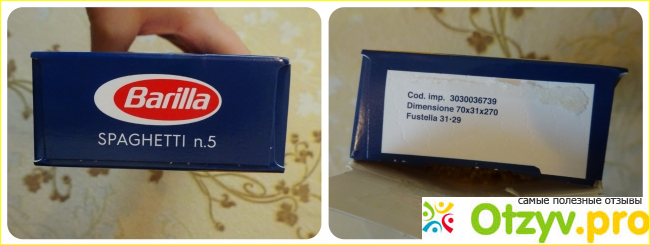 Barilla
SPAGHETTI n.5
Cod. imp. 3030036739
Dimensione 70x31x270
Fustella 31-29
самые полезные отзывы
Otzyv.pro